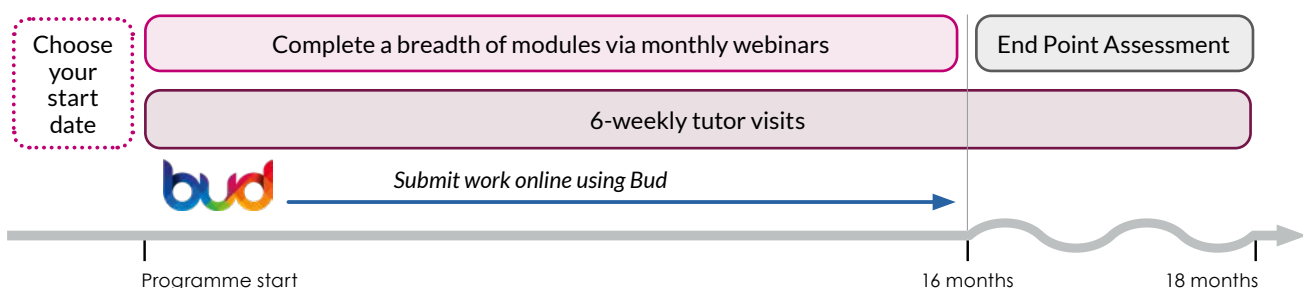 Choose
your
start
date
Complete a breadth of modules via monthly webinars
End Point Assessment
6-weekly tutor visits
bud
Submit work online using Bud
Programme start
16 months
18 months